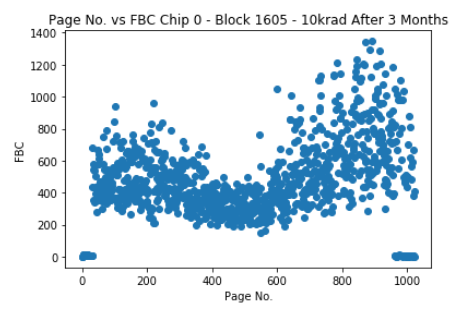 Page No. vs FBC Chip 0 - Block 1605 - 10krad After 3 Months
1400
1200
1000
800
600
400
200
0
FBC
0 200 400 600 800 1000
Page No.